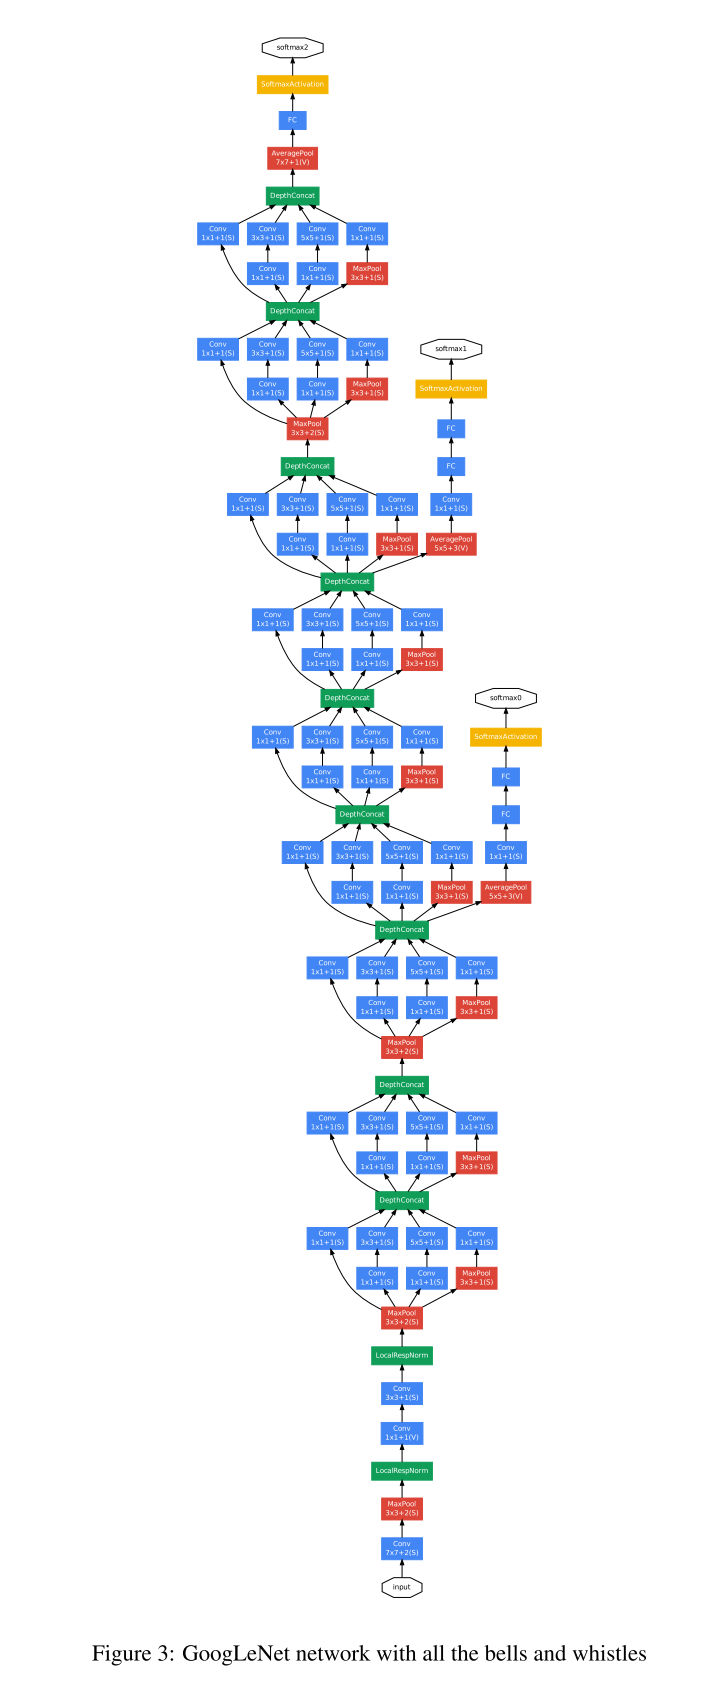 softmax2
SoftmaxActivation
FC
AveragePool
7x7+1(V)
DepthConcat
Conv Conv Conv Conv
1x1+1(S) 3x3+1(S) 5x5+1(S) 1x1+1(S)
Conv Conv MaxPool
1x1+1(S) 1x1+1(S) 3x3+1(S)
DepthConcat
Conv Conv Conv Conv
1x1+1(S) 3x3+1(S) 5x5+1(S) 1x1+1(S)
softmax1
Conv Conv MaxPool
1x1+1(S) 1x1+1(S) 3x3+1(S)
SoftmaxActivation
MaxPool
3x3+2(S)
FC
DepthConcat
FC
Conv Conv Conv Conv Conv
1x1+1(S) 3x3+1(S) 5x5+1(S) 1x1+1(S) 1x1+1(S)
Conv Conv MaxPool AveragePool
1x1+1(S) 1x1+1(S) 3x3+1(S) 5x5+3(V)
DepthConcat
Conv Conv Conv Conv
1x1+1(S) 3x3+1(S) 5x5+1(S) 1x1+1(S)
Conv Conv MaxPool
1x1+1(S) 1x1+1(S) 3x3+1(S)
DepthConcat
softmax0
Conv Conv Conv Conv
1x1+1(S) 3x3+1(S) 5x5+1(S) 1x1+1(S)
SoftmaxActivation
Conv Conv MaxPool
1x1+1(S) 1x1+1(S) 3x3+1(S)
FC
DepthConcat
FC
Conv Conv Conv Conv Conv
1x1+1(S) 3x3+1(S) 5x5+1(S) 1x1+1(S) 1x1+1(S)
Conv Conv MaxPool AveragePool
1x1+1(S) 1x1+1(S) 3x3+1(S) 5x5+3(V)
DepthConcat
Conv Conv Conv Conv
1x1+1(S) 3x3+1(S) 5x5+1(S) 1x1+1(S)
Conv Conv MaxPool
1x1+1(S) 1x1+1(S) 3x3+1(S)
MaxPool
3x3+2(S)
DepthConcat
Conv Conv Conv Conv
1x1+1(S) 3x3+1(S) 5x5+1(S) 1x1+1(S)
Conv Conv MaxPool
1x1+1(S) 1x1+1(S) 3x3+1(S)
DepthConcat
Conv Conv Conv Conv
1x1+1(S) 3x3+1(S) 5x5+1(S) 1x1+1(S)
Conv Conv MaxPool
1x1+1(S) 1x1+1(S) 3x3+1(S)
MaxPool
3x3+2(S)
LocalRespNorm
Conv
3x3+1(S)
Conv
1x1+1(V)
LocalRespNorm
MaxPool
3x3+2(S)
Conv
7x7+2(S)
input
Figure 3: GoogLeNet network with all the bells and whistles